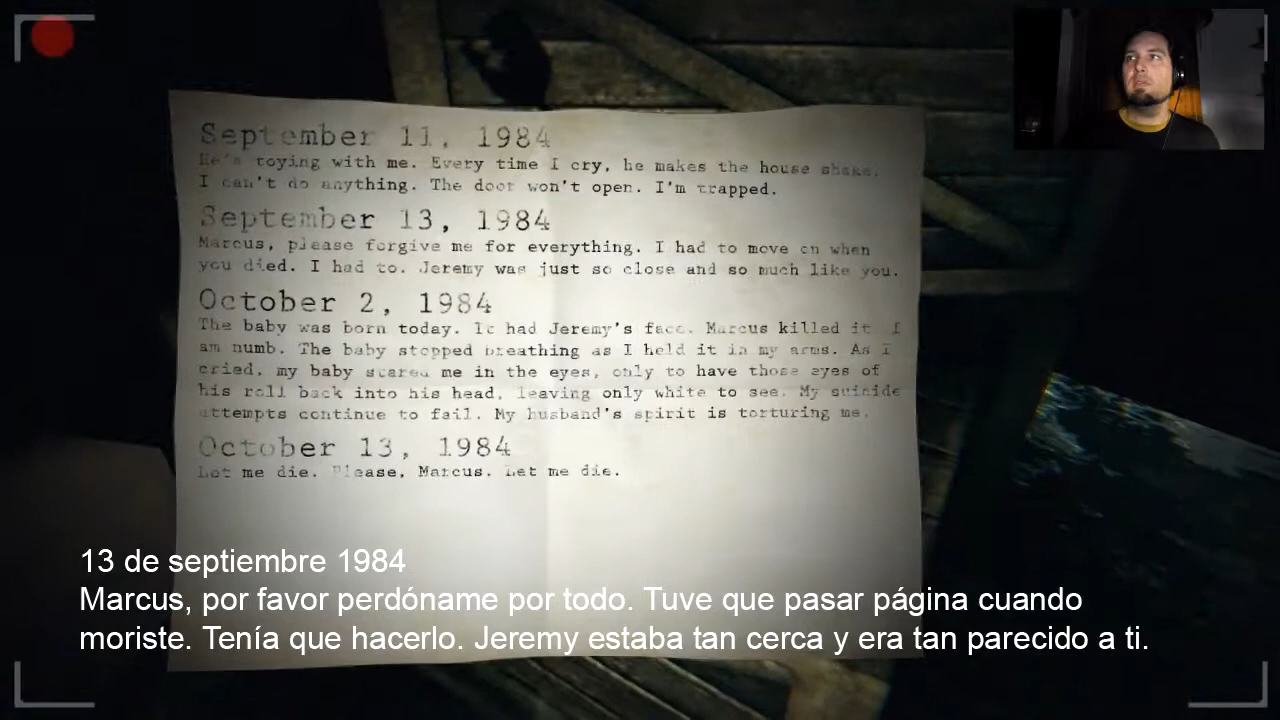 September 11, 1984
He's toying with me. Every time I cry, he makes the house shake.
I can't do anything. The door won't open. I'm trapped.
September 13, 1984
Marcus, please forgive me for everything. I had to move on when
you died. I had to. Jeremy was just so close and so much like you.
October 2, 1984
The baby was born today. It had Jeremy's face. Marcus killed it. I
am numb. The baby stopped breathing as I held it in my arms. As I
cried, my baby stared me in the eyes, only to have those eyes of
his roll back into his head, leaving only white to see. My suicide
attempts continue to fail. My husband's spirit is torturing me.
October 13, 1984
Let me die. Please, Marcus. Let me die.
13 de septiembre 1984
Marcus, por favor perdóname por todo. Tuve que pasar página cuando
moriste. Tenía que hacerlo. Jeremy estaba tan cerca y era tan parecido a ti.